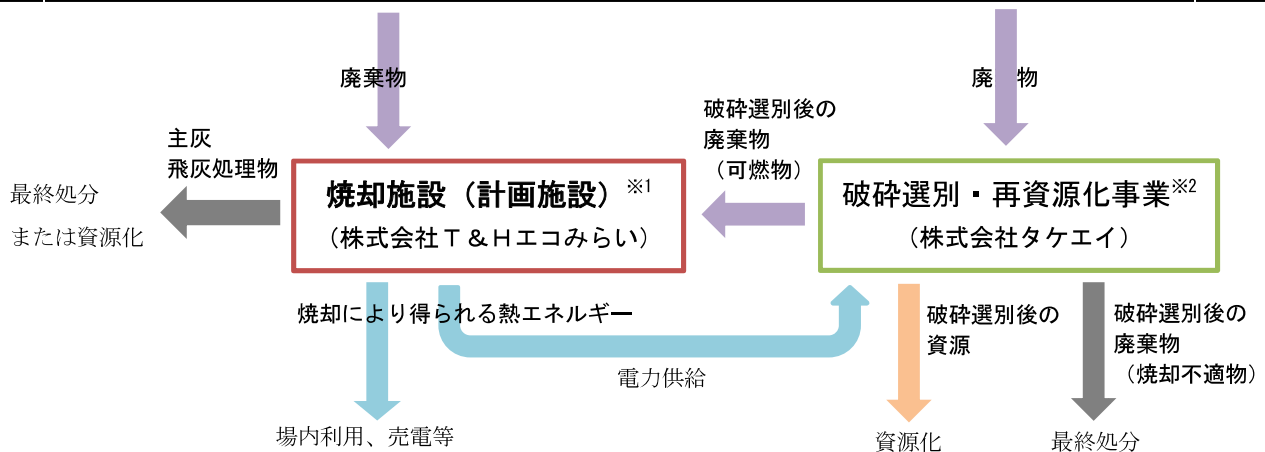 廃棄物
廃棄物
破砕選別後の
廃棄物
（可燃物）
主灰
飛灰処理物
最終処分
または資源化
焼却施設（計画施設）※1
（株式会社Ｔ＆Ｈエコみらい）
破砕選別・再資源化事業※2
（株式会社タケエイ）
焼却により得られる熱エネルギー
電力供給
破砕選別後の
資源
破砕選別後の
廃棄物
（焼却不適物）
場内利用、売電等
資源化
最終処分